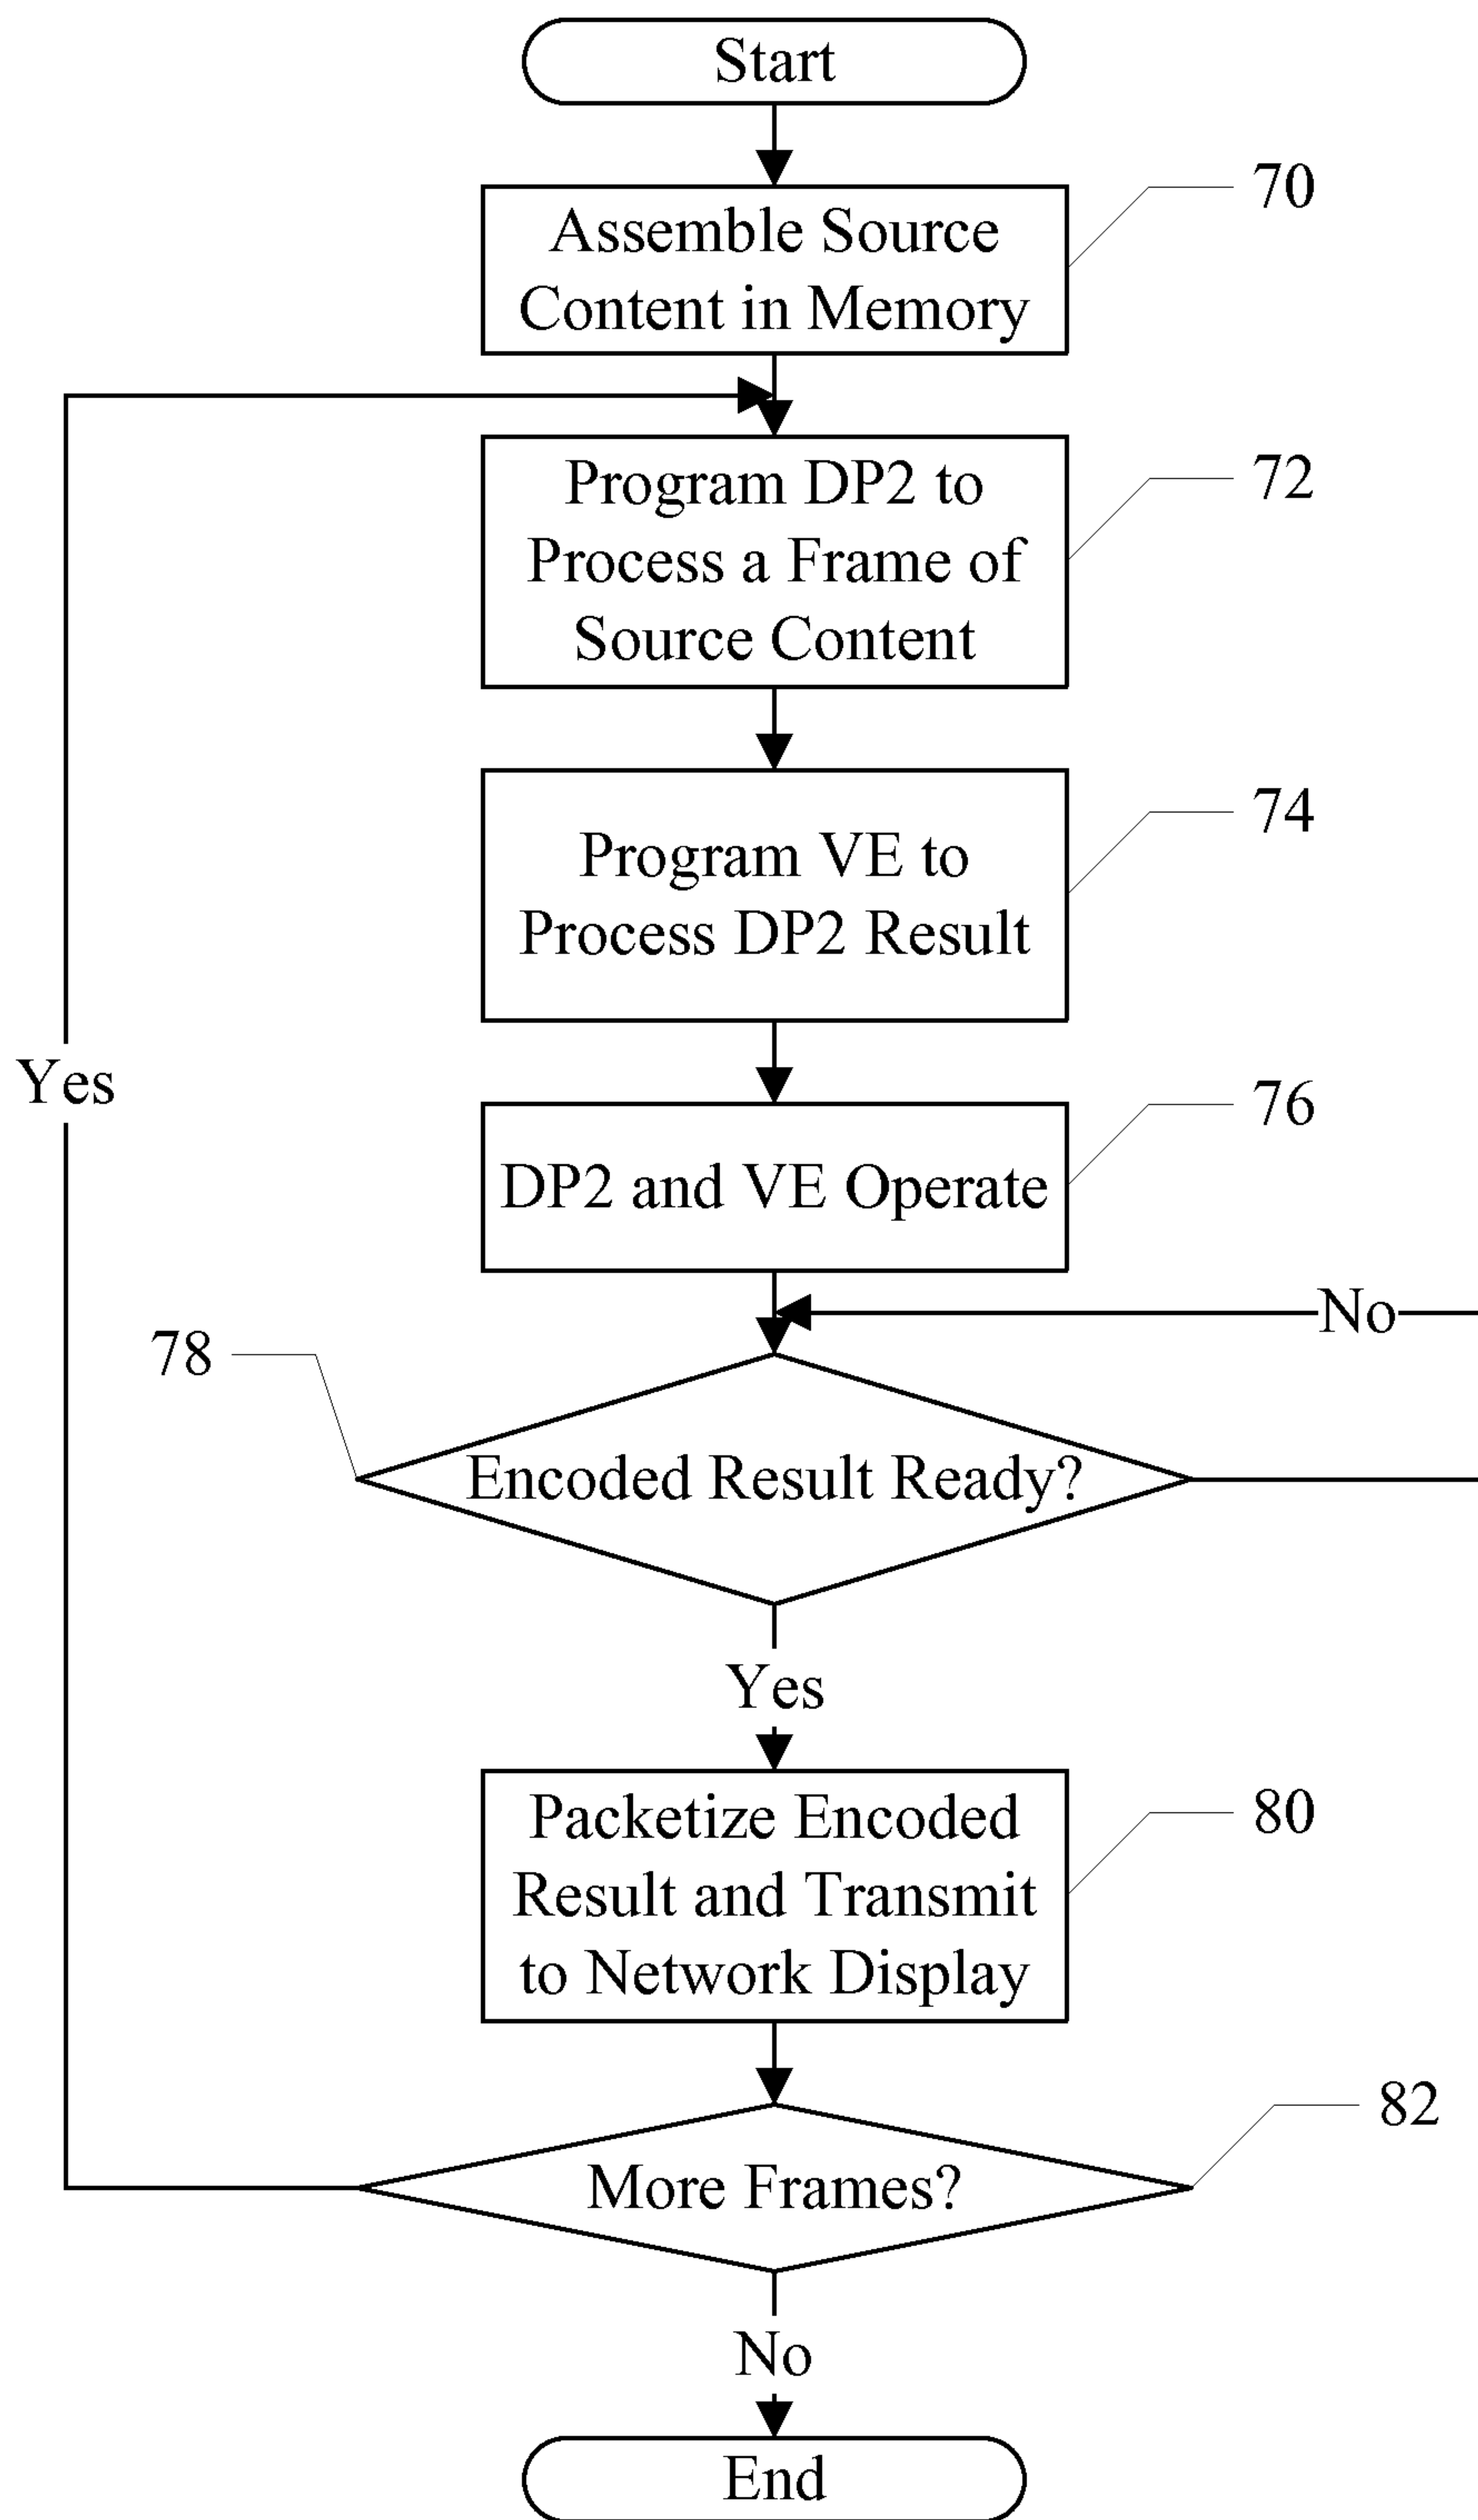 Start
70
Assemble Source
Content in Memory
72
Program DP2 to
Process a Frame of
Source Content
74
Program VE to
Process DP2 Result
Yes
76
DP2 and VE Operate
No
78
Encoded Result Ready?
Yes
80
Packetize Encoded
Result and Transmit
to Network Display
82
More Frames?
No
End